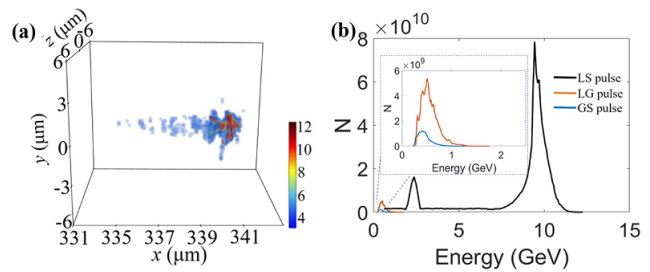 (a)
z (μm)
6 0 -6
6
3
0
-3
-6
y (μm)
331 335 337 339 341
x (μm)
12
10
8
6
4
(b)
×10¹⁰
8
6
4
2
0
N
0 5 10 15
Energy (GeV)
LS pulse
LG pulse
GS pulse
×10⁹
6
4
2
0
N
0 1 2
Energy (GeV)